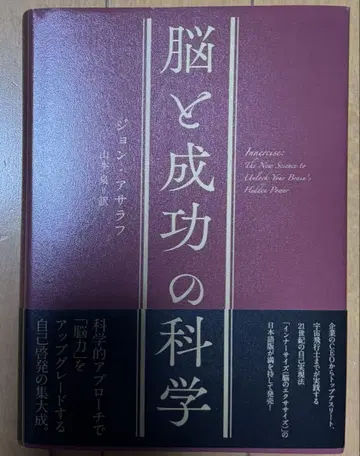 脳と成功の科学
ジョン・アサラフ
山本泉|訳
Innercise:
The New Science to
Unlock Your Brain's
Hidden Power
企業のCEOからトップアスリート、
宇宙飛行士までが実践する
21世紀の自己実現法
「インナーサイズ(脳のエクササイズ)」の
日本語版が満を持して発売—
科学的アプローチで
「脳力」を
アップグレードする
自己啓発の集大成。